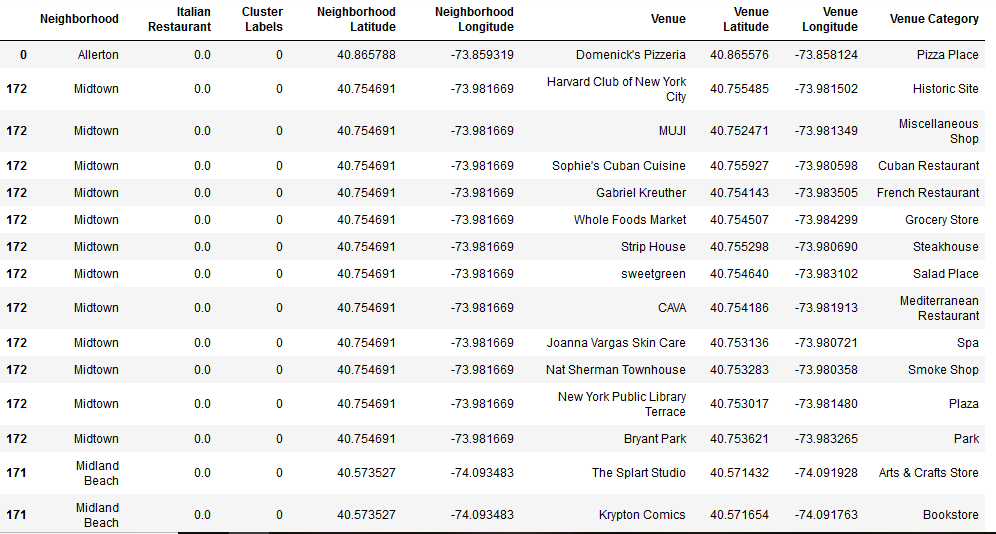 Neighborhood Italian Restaurant Cluster Labels Neighborhood Latitude Neighborhood Longitude Venue Venue Latitude Venue Longitude Venue Category
0 Allerton 0.0 0 40.865788 -73.859319 Domenick's Pizzeria 40.865576 -73.858124 Pizza Place
172 Midtown 0.0 0 40.754691 -73.981669 Harvard Club of New York City 40.755485 -73.981502 Historic Site
172 Midtown 0.0 0 40.754691 -73.981669 MUJI 40.752471 -73.981349 Miscellaneous Shop
172 Midtown 0.0 0 40.754691 -73.981669 Sophie's Cuban Cuisine 40.755927 -73.980598 Cuban Restaurant
172 Midtown 0.0 0 40.754691 -73.981669 Gabriel Kreuther 40.754143 -73.983505 French Restaurant
172 Midtown 0.0 0 40.754691 -73.981669 Whole Foods Market 40.754507 -73.984299 Grocery Store
172 Midtown 0.0 0 40.754691 -73.981669 Strip House 40.755298 -73.980690 Steakhouse
172 Midtown 0.0 0 40.754691 -73.981669 sweetgreen 40.754640 -73.983102 Salad Place
172 Midtown 0.0 0 40.754691 -73.981669 CAVA 40.754186 -73.981913 Mediterranean Restaurant
172 Midtown 0.0 0 40.754691 -73.981669 Joanna Vargas Skin Care 40.753136 -73.980721 Spa
172 Midtown 0.0 0 40.754691 -73.981669 Nat Sherman Townhouse 40.753283 -73.980358 Smoke Shop
172 Midtown 0.0 0 40.754691 -73.981669 New York Public Library Terrace 40.753017 -73.981480 Plaza
172 Midtown 0.0 0 40.754691 -73.981669 Bryant Park 40.753621 -73.983265 Park
171 Midland Beach 0.0 0 40.573527 -74.093483 The Splart Studio 40.571432 -74.091928 Arts & Crafts Store
171 Midland Beach 0.0 0 40.573527 -74.093483 Krypton Comics 40.571654 -74.091763 Bookstore